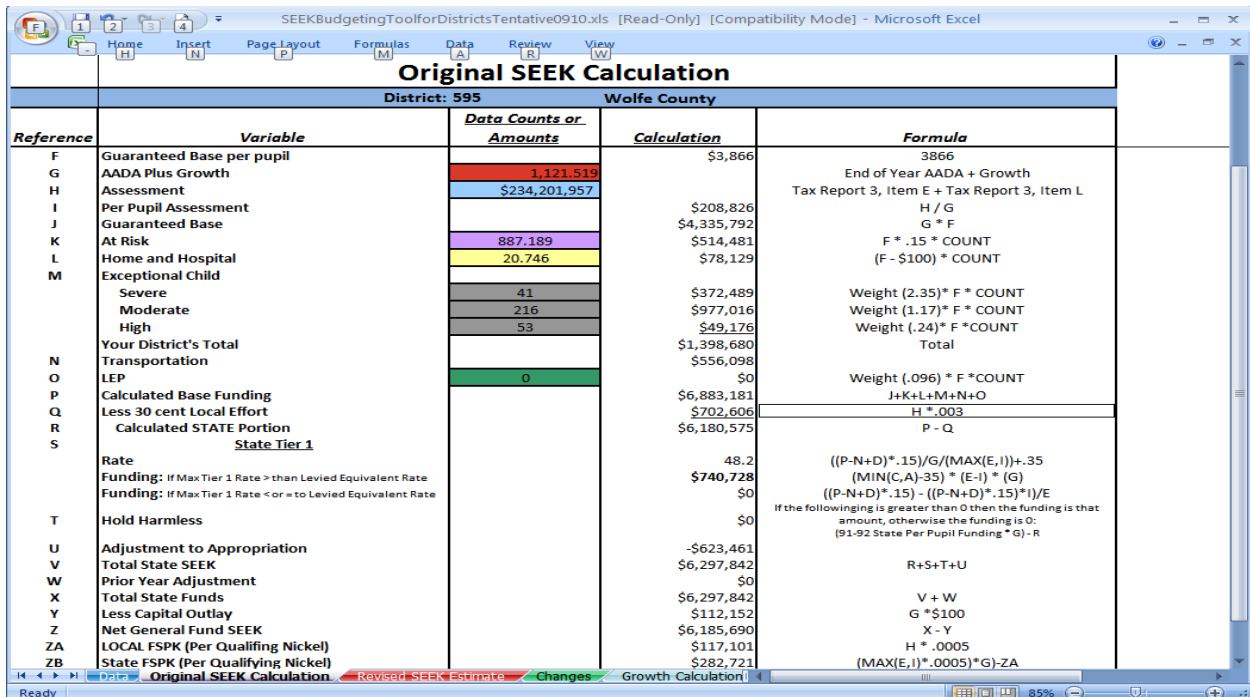 SEEKBudgetingToolforDistrictsTentative0910.xls [Read-Only] [Compatibility Mode] - Microsoft Excel
F 1 2 3 4
Home Insert Page Layout Formulas Data Review View
H N P M A R W
Original SEEK Calculation
District: 595 Wolfe County
Reference Variable Data Counts or Amounts Calculation Formula
F Guaranteed Base per pupil $3,866 3866
G AADA Plus Growth 1,121.519 End of Year AADA + Growth
H Assessment $234,201,957 Tax Report 3, Item E + Tax Report 3, Item L
I Per Pupil Assessment $208,826 H / G
J Guaranteed Base $4,335,792 G * F
K At Risk 887.189 $514,481 F * .15 * COUNT
L Home and Hospital 20.746 $78,129 (F - $100) * COUNT
M Exceptional Child
Severe 41 $372,489 Weight (2.35)* F * COUNT
Moderate 216 $977,016 Weight (1.17)* F * COUNT
High 53 $49,176 Weight (.24)* F *COUNT
Your District's Total $1,398,680 Total
N Transportation $556,098
O LEP 0 $0 Weight (.096) * F *COUNT
P Calculated Base Funding $6,883,181 J+K+L+M+N+O
Q Less 30 cent Local Effort $702,606 H *.003
R Calculated STATE Portion $6,180,575 P - Q
S State Tier 1
Rate 48.2 ((P-N+D)*.15)/G/(MAX(E,I))+.35
Funding: If Max Tier 1 Rate > than Levied Equivalent Rate $740,728 (MIN(C,A)-35) * (E-I) * (G)
Funding: If Max Tier 1 Rate < or = to Levied Equivalent Rate $0 ((P-N+D)*.15) - ((P-N+D)*.15)*I)/E
T Hold Harmless $0 If the followinging is greater than 0 then the funding is that
amount, otherwise the funding is 0:
(91-92 State Per Pupil Funding * G) - R
U Adjustment to Appropriation -$623,461
V Total State SEEK $6,297,842 R+S+T+U
W Prior Year Adjustment $0
X Total State Funds $6,297,842 V + W
Y Less Capital Outlay $112,152 G *$100
Z Net General Fund SEEK $6,185,690 X - Y
ZA LOCAL FSPK (Per Qualifing Nickel) $117,101 H * .0005
ZB State FSPK (Per Qualifying Nickel) $282,721 (MAX(E,I)*.0005)*G)-ZA
Data Original SEEK Calculation Revised SEEK Estimate Changes Growth Calculation
Ready 85%